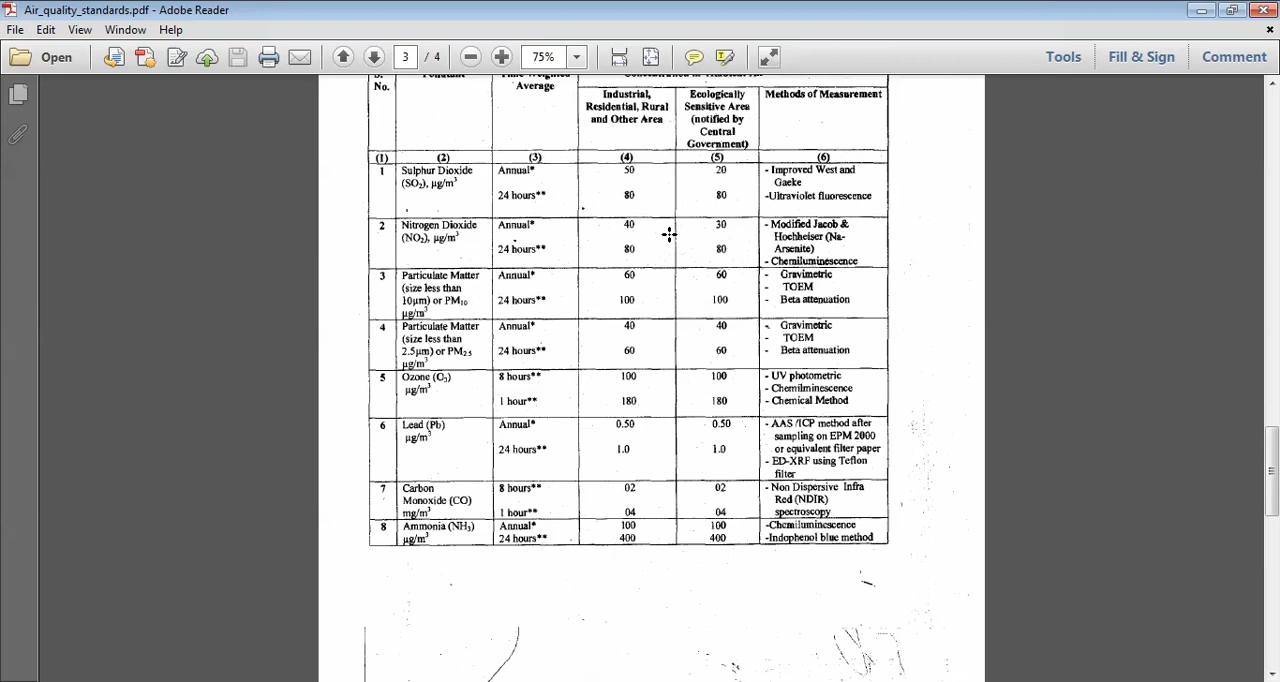 Air_quality_standards.pdf - Adobe Reader
File Edit View Window Help
Open 3 / 4 75% Tools Fill & Sign Comment
No. Average Industrial, Residential, Rural and Other Area Ecologically Sensitive Area (notified by Central Government) Methods of Measurement
(1) (2) (3) (4) (5) (6)
1 Sulphur Dioxide Annual* 50 20 - Improved West and
(SO2), µg/m3 Gaeke
24 hours** 80 80 -Ultraviolet fluorescence
2 Nitrogen Dioxide Annual* 40 30 - Modified Jacob &
(NO2), µg/m3 Hochheiser (Na-
24 hours** 80 80 Arsenite)
- Chemiluminescence
3 Particulate Matter Annual* 60 60 - Gravimetric
(size less than - TOEM
10µm) or PM10 24 hours** 100 100 - Beta attenuation
µg/m3
4 Particulate Matter Annual* 40 40 - Gravimetric
(size less than - TOEM
2.5µm) or PM2.5 24 hours** 60 60 - Beta attenuation
µg/m3
5 Ozone (O3) 8 hours** 100 100 - UV photometric
µg/m3 - Chemilminescence
1 hour** 180 180 - Chemical Method
6 Lead (Pb) Annual* 0.50 0.50 - AAS /ICP method after
µg/m3 sampling on EPM 2000
24 hours** 1.0 1.0 or equivalent filter paper
- ED-XRF using Teflon
filter
7 Carbon 8 hours** 02 02 - Non Dispersive Infra
Monoxide (CO) Red (NDIR)
mg/m3 1 hour** 04 04 spectroscopy
8 Ammonia (NH3) Annual* 100 100 -Chemiluminescence
µg/m3 24 hours** 400 400 -Indophenol blue method